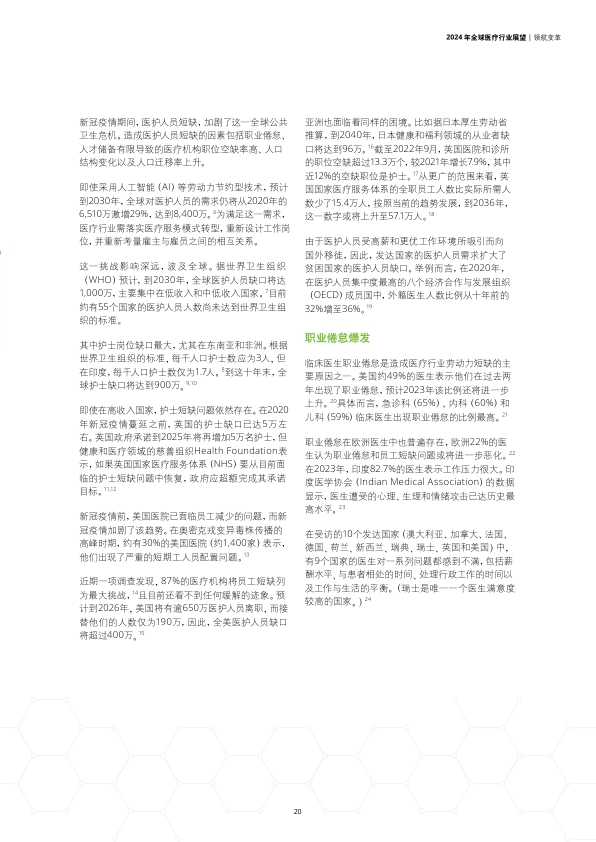 2024 年全球医疗行业展望 | 领航变革
新冠疫情期间，医护人员短缺，加剧了这一全球公共
卫生危机。造成医护人员短缺的因素包括职业倦怠、
人才储备有限导致的医疗机构职位空缺率高、人口
结构变化以及人口迁移率上升。
即使采用人工智能 (AI) 等劳动力节约型技术，预计
到2030年，全球对医护人员的需求仍将从2020年的
6,510万激增29%，达到8,400万。6为满足这一需求，
医疗行业需落实医疗服务模式转型，重新设计工作岗
位，并重新考量雇主与雇员之间的相互关系。
这一挑战影响深远，波及全球。据世界卫生组织
（WHO）预计，到2030年，全球医护人员缺口将达
1,000万，主要集中在低收入和中低收入国家。7目前
约有55个国家的医护人员人数尚未达到世界卫生组
织的标准。
其中护士岗位缺口最大，尤其在东南亚和非洲。根据
世界卫生组织的标准，每千人口护士数应为3人，但
在印度，每千人口护士数仅为1.7人。8到这十年末，全
球护士缺口将达到900万。9,10
即使在高收入国家，护士短缺问题依然存在。在2020
年新冠疫情蔓延之前，英国的护士缺口已达5万左
右。英国政府承诺到2025年将再增加5万名护士，但
健康和医疗领域的慈善组织Health Foundation表
示，如果英国国家医疗服务体系 (NHS) 要从目前面
临的护士短缺问题中恢复，政府应超额完成其承诺
目标。11,12
新冠疫情前，美国医院已面临员工减少的问题，而新
冠疫情加剧了该趋势。在奥密克戎变异毒株传播的
高峰时期，约有30%的美国医院 (约1,400家) 表示，
他们出现了严重的短期工人员配置问题。13
近期一项调查发现，87%的医疗机构将员工短缺列
为最大挑战，14且目前还看不到任何缓解的迹象。预
计到2026年，美国将有逾650万医护人员离职，而接
替他们的人数仅为190万，因此，全美医护人员缺口
将超过400万。15
亚洲也面临着同样的困境。比如据日本厚生劳动省
推算，到2040年，日本健康和福利领域的从业者缺
口将达到96万。16截至2022年9月，英国医院和诊所
的职位空缺超过13.3万个，较2021年增长7.9%，其中
近12%的空缺职位是护士。17从更广的范围来看，英
国国家医疗服务体系的全职员工人数比实际所需人
数少了15.4万人，按照当前的趋势发展，到2036年，
这一数字或将上升至57.1万人。18
由于医护人员受高薪和更优工作环境所吸引而向
国外移民，因此，发达国家的医护人员需求扩大了
贫困国家的医护人员缺口。举例而言，在2020年，
在医护人员集中度最高的八个经济合作与发展组织
（OECD）成员国中，外籍医生人数比例从十年前的
32%增至36%。19
职业倦怠爆发
临床医生职业倦怠是造成医疗行业劳动力短缺的主
要原因之一。美国约49%的医生表示他们在过去两
年出现了职业倦怠，预计2023年该比例还将进一步
上升。20具体而言，急诊科 (65%) 、内科 (60%) 和
儿科 (59%) 临床医生出现职业倦怠的比例最高。21
职业倦怠在欧洲医生中也普遍存在，欧洲22%的医
生认为职业倦怠和员工短缺问题或将进一步恶化。22
在2023年，印度82.7%的医生表示工作压力很大。印
度医学协会 (Indian Medical Association) 的数据
显示，医生遭受的心理、生理和情绪攻击已达历史最
高水平。23
在受访的10个发达国家 (澳大利亚、加拿大、法国、
德国、荷兰、新西兰、瑞典、瑞士、英国和美国) 中，
有9个国家的医生对一系列问题都感到不满，包括薪
酬水平、与患者相处的时间、处理行政工作的时间以
及工作与生活的平衡。(瑞士是唯一一个医生满意度
较高的国家。) 24
20